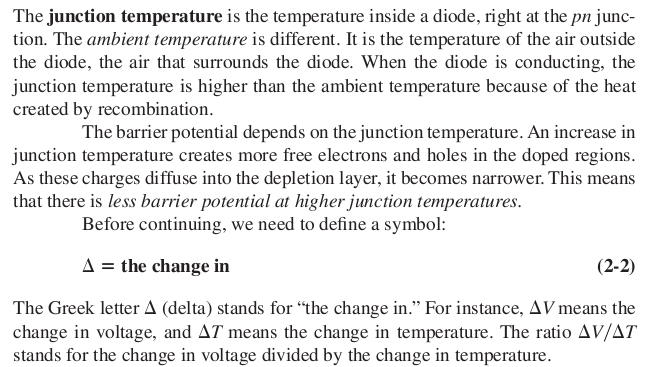 The junction temperature is the temperature inside a diode, right at the pn junc-
tion. The ambient temperature is different. It is the temperature of the air outside
the diode, the air that surrounds the diode. When the diode is conducting, the
junction temperature is higher than the ambient temperature because of the heat
created by recombination.
The barrier potential depends on the junction temperature. An increase in
junction temperature creates more free electrons and holes in the doped regions.
As these charges diffuse into the depletion layer, it becomes narrower. This means
that there is less barrier potential at higher junction temperatures.
Before continuing, we need to define a symbol:
Δ = the change in (2-2)
The Greek letter Δ (delta) stands for “the change in.” For instance, ΔV means the
change in voltage, and ΔT means the change in temperature. The ratio ΔV/ΔT
stands for the change in voltage divided by the change in temperature.